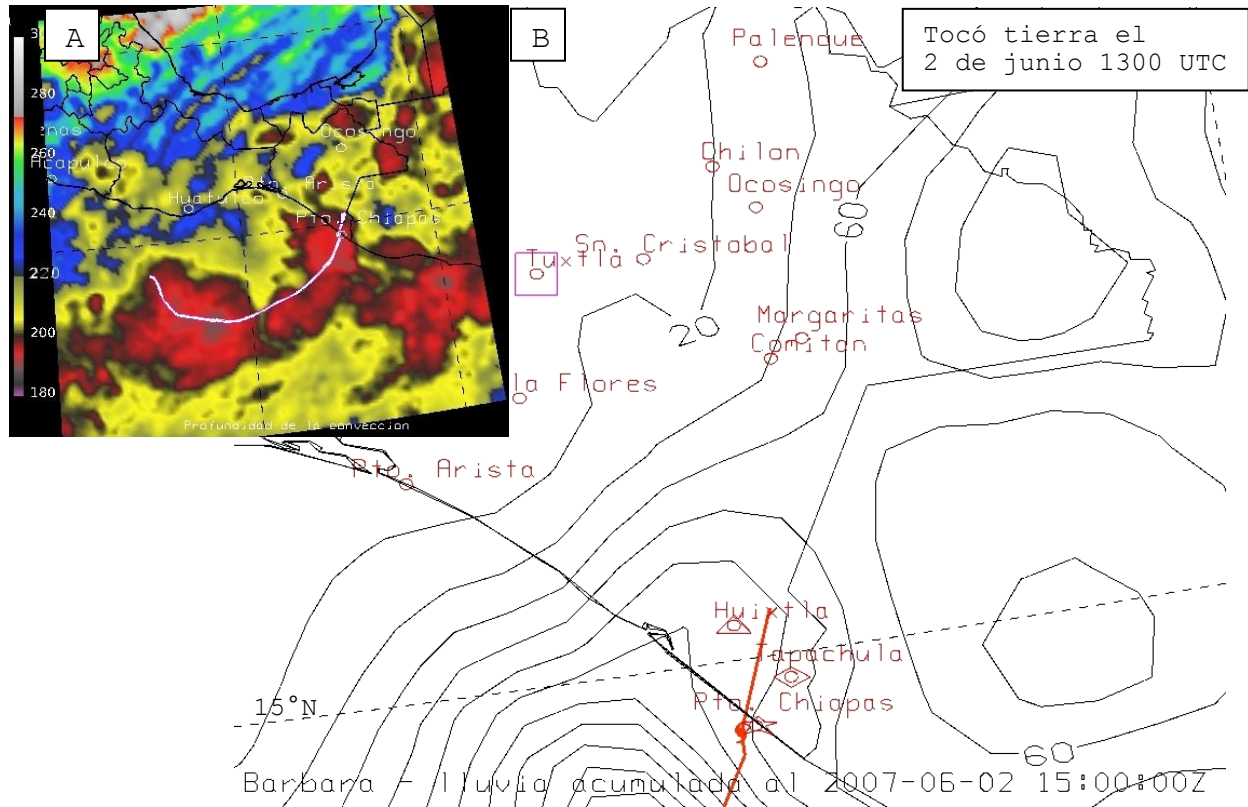 A
3
280
260
240
220
200
180
enas
Acapulco
Huatulco
Ocosingo
Pto. Arista
Pto. Chiapas
Profundidad de la conveccion
B
Tocó tierra el
2 de junio 1300 UTC
Palenque
Chilon
Ocosingo
60
Sn. Cristobal
Tuxtla
20
Margaritas
Comitan
la Flores
Pto. Arista
Huixtla
Tapachula
Pto. Chiapas
15°N
60
Barbara - lluvia acumulada al 2007-06-02 15:00:00Z